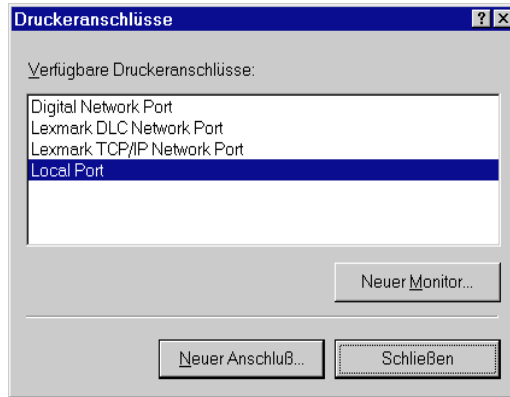 Druckeranschlüsse
Verfügbare Druckeranschlüsse:
Digital Network Port
Lexmark DLC Network Port
Lexmark TCP/IP Network Port
Local Port
Neuer Monitor...
Neuer Anschluß...
Schließen